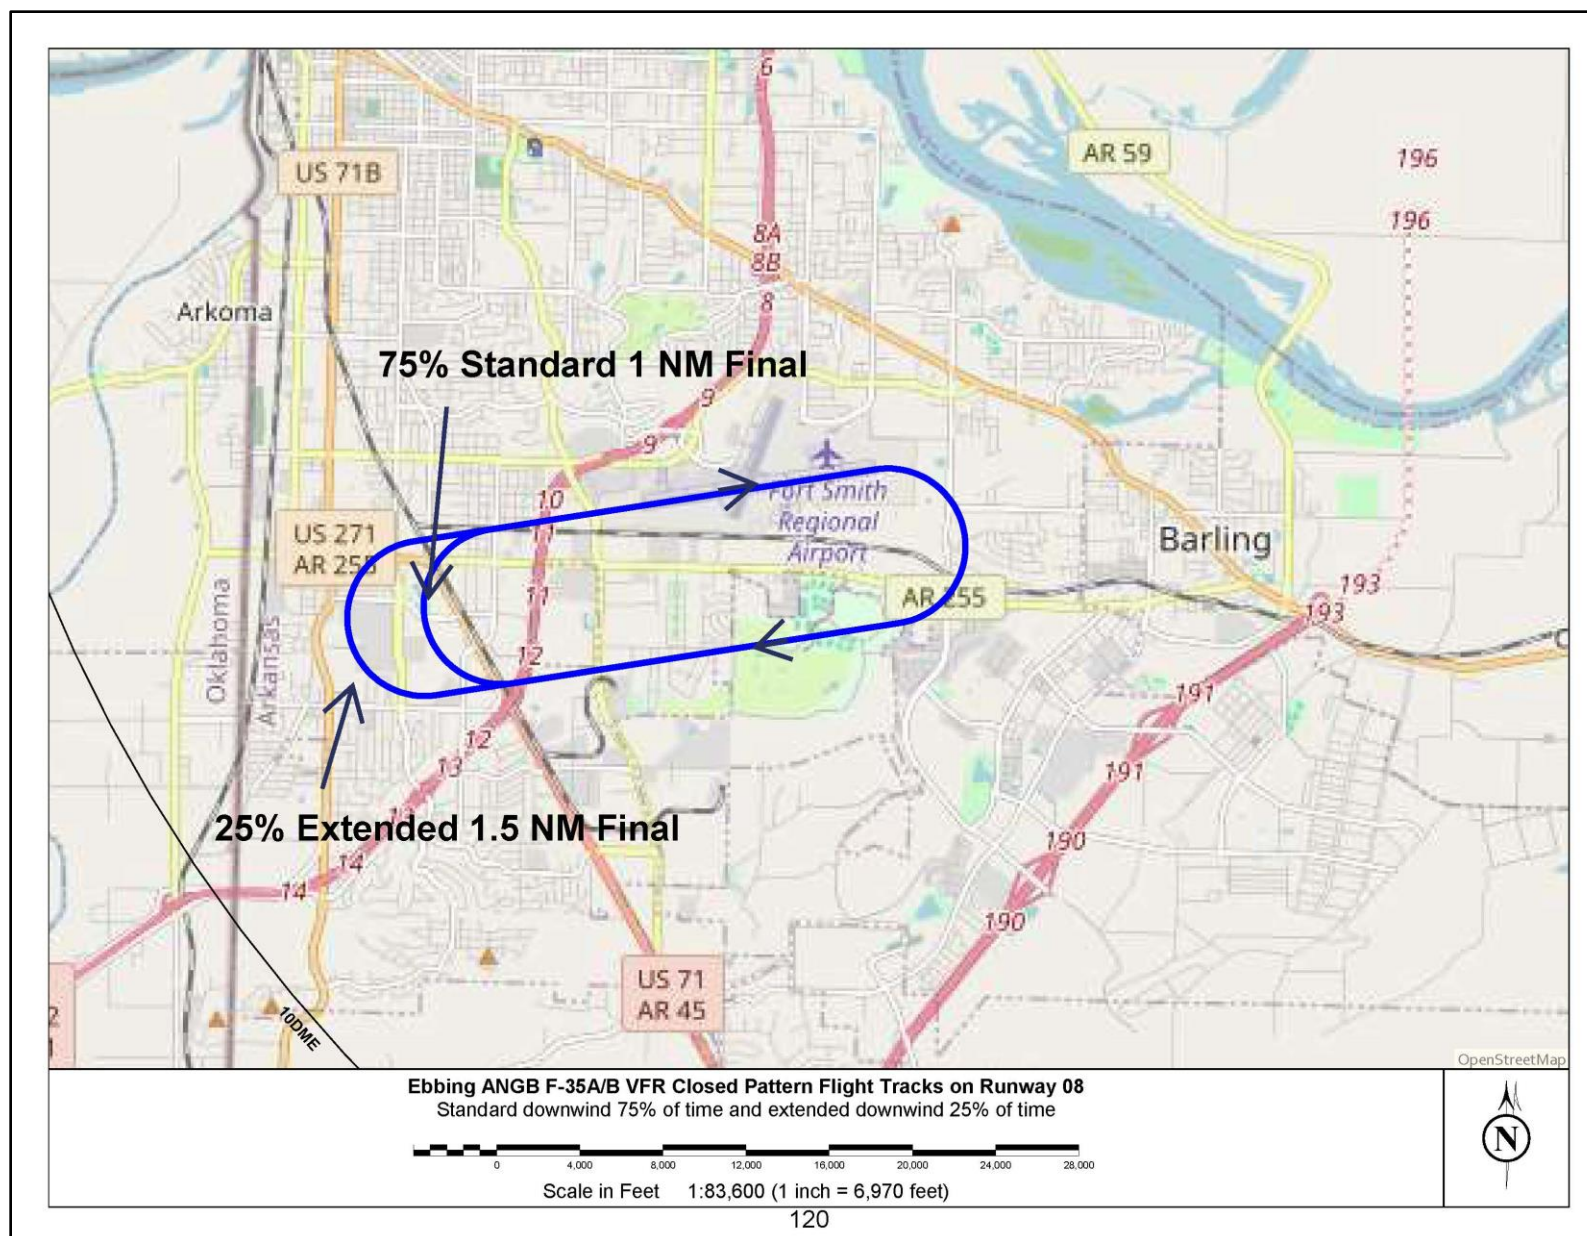 6
AR 59
196
US 71B
196
8A
8B
8
Arkoma
75% Standard 1 NM Final
9
9
10
Fort Smith
Regional
Airport
US 271
11
Barling
193
193
AR 255
11
Oklahoma
Arkansas
12
12
191
191
13
25% Extended 1.5 NM Final
14
14
190
190
US 71
AR 45
10DME
OpenStreetMap
Ebbing ANGB F-35A/B VFR Closed Pattern Flight Tracks on Runway 08
Standard downwind 75% of time and extended downwind 25% of time
0 4,000 8,000 12,000 16,000 20,000 24,000 28,000
Scale in Feet 1:83,600 (1 inch = 6,970 feet)
N
120